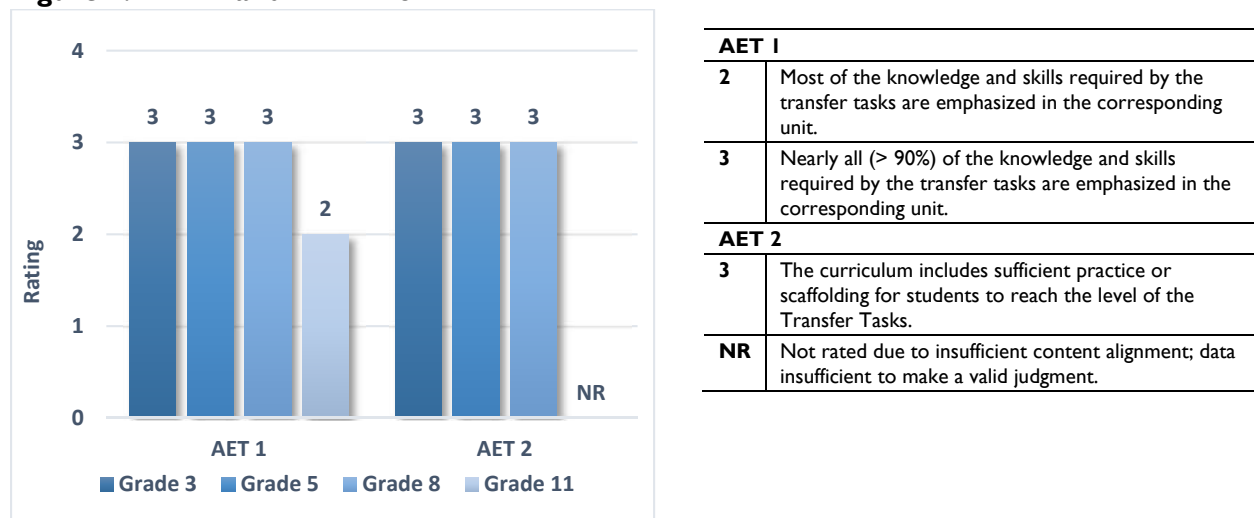 4
3 3 3 3 3 3
3
2
2
1
NR
0
Rating
AET 1 AET 2
Grade 3 Grade 5 Grade 8 Grade 11
AET 1
2 Most of the knowledge and skills required by the
transfer tasks are emphasized in the corresponding
unit.
3 Nearly all (> 90%) of the knowledge and skills
required by the transfer tasks are emphasized in the
corresponding unit.
AET 2
3 The curriculum includes sufficient practice or
scaffolding for students to reach the level of the
Transfer Tasks.
NR Not rated due to insufficient content alignment; data
insufficient to make a valid judgment.